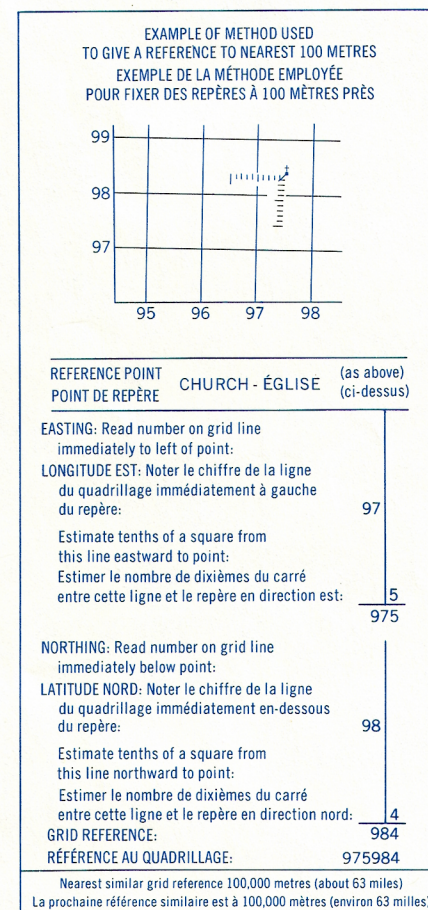 EXAMPLE OF METHOD USED
TO GIVE A REFERENCE TO NEAREST 100 METRES
EXEMPLE DE LA MÉTHODE EMPLOYÉE
POUR FIXER DES REPÈRES À 100 MÈTRES PRÈS
99
98
97
95 96 97 98
REFERENCE POINT
POINT DE REPÈRE
CHURCH - ÉGLISE
(as above)
(ci-dessus)
EASTING: Read number on grid line
immediately to left of point:
LONGITUDE EST: Noter le chiffre de la ligne
du quadrillage immédiatement à gauche
du repère: 97
Estimate tenths of a square from
this line eastward to point:
Estimer le nombre de dixièmes du carré
entre cette ligne et le repère en direction est: 5
975
NORTHING: Read number on grid line
immediately below point:
LATITUDE NORD: Noter le chiffre de la ligne
du quadrillage immédiatement en-dessous
du repère: 98
Estimate tenths of a square from
this line northward to point:
Estimer le nombre de dixièmes du carré
entre cette ligne et le repère en direction nord: 4
GRID REFERENCE: 984
RÉFÉRENCE AU QUADRILLAGE: 975984
Nearest similar grid reference 100,000 metres (about 63 miles)
La prochaine référence similaire est à 100,000 mètres (environ 63 milles)